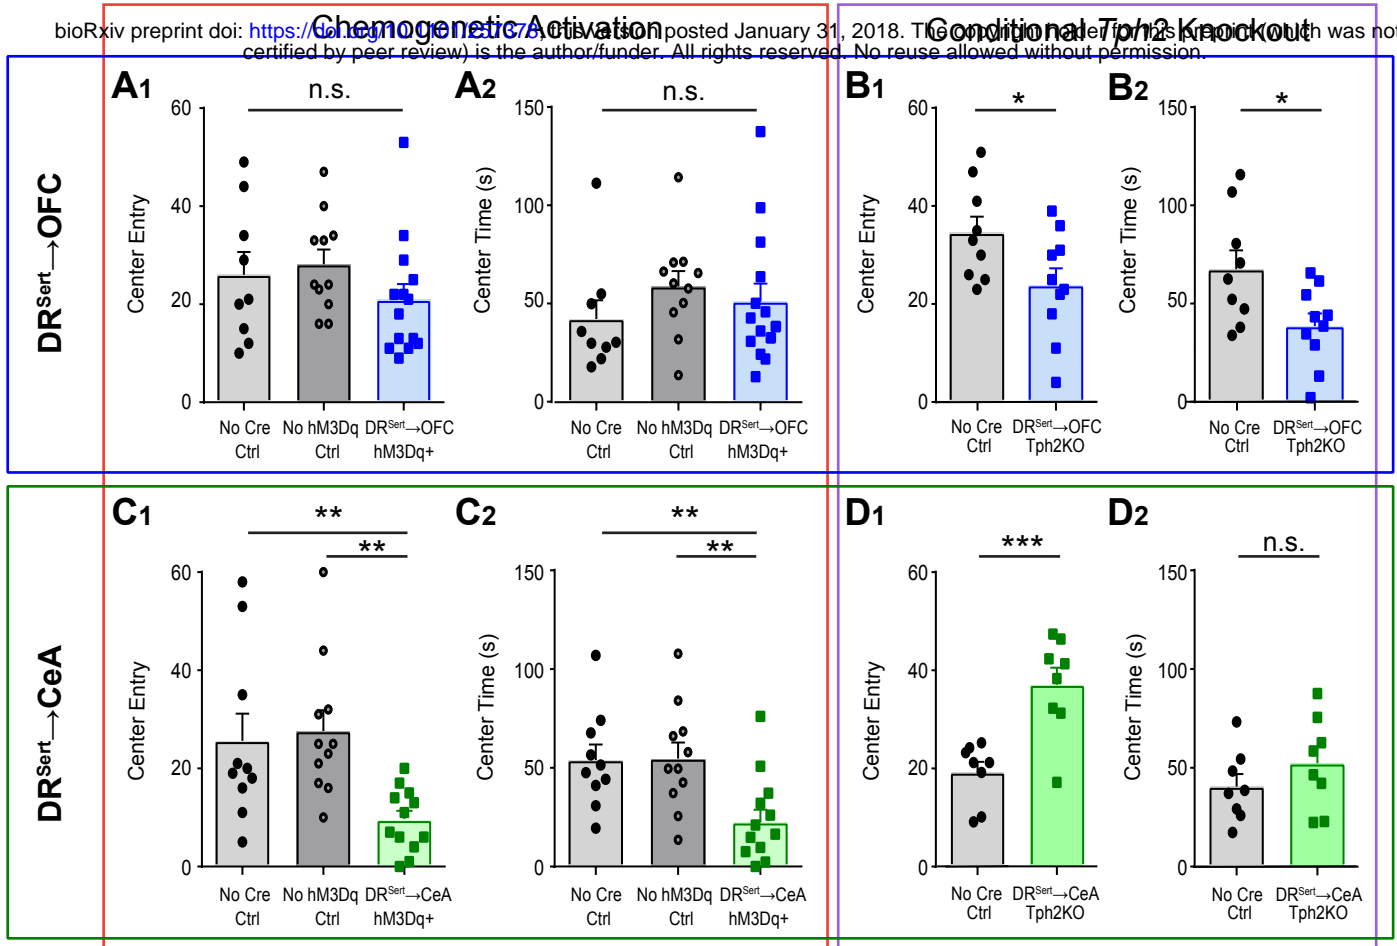 Chemogenetic Activation
Conditional Tph2 Knockout
bioRxiv preprint doi: https://doi.org/10.1101/257378; this version posted January 31, 2018. The copyright holder for this preprint (which was not
certified by peer review) is the author/funder. All rights reserved. No reuse allowed without permission.
DRSert→OFC
A1
n.s.
Center Entry
60
40
20
0
No Cre Ctrl
No hM3Dq Ctrl
DRSert→OFC hM3Dq+
A2
n.s.
Center Time (s)
150
100
50
0
No Cre Ctrl
No hM3Dq Ctrl
DRSert→OFC hM3Dq+
B1
*
Center Entry
60
40
20
0
No Cre Ctrl
DRSert→OFC Tph2KO
B2
*
Center Time (s)
150
100
50
0
No Cre Ctrl
DRSert→OFC Tph2KO
DRSert→CeA
C1
**
**
Center Entry
60
40
20
0
No Cre Ctrl
No hM3Dq Ctrl
DRSert→CeA hM3Dq+
C2
**
**
Center Time (s)
150
100
50
0
No Cre Ctrl
No hM3Dq Ctrl
DRSert→CeA hM3Dq+
D1
***
Center Entry
60
40
20
0
No Cre Ctrl
DRSert→CeA Tph2KO
D2
n.s.
Center Time (s)
150
100
50
0
No Cre Ctrl
DRSert→CeA Tph2KO